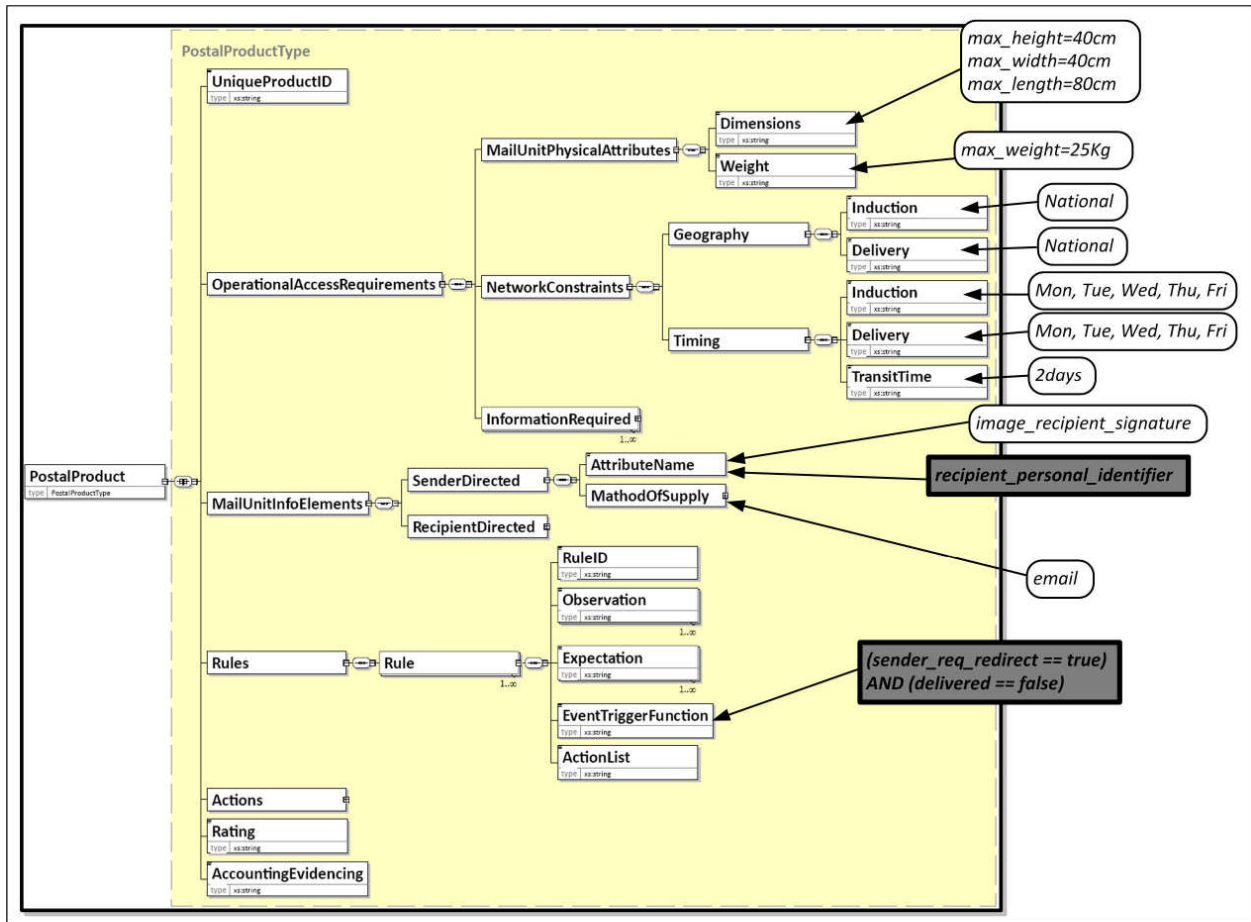 PostalProductType
UniqueProductID
type xs:string
max_height=40cm
max_width=40cm
max_length=80cm
Dimensions
type xs:string
MailUnitPhysicalAttributes
Weight
type xs:string
max_weight=25Kg
Induction
type xs:string
National
Geography
Delivery
type xs:string
National
OperationalAccessRequirements
NetworkConstraints
Induction
type xs:string
Mon, Tue, Wed, Thu, Fri
Timing
Delivery
type xs:string
Mon, Tue, Wed, Thu, Fri
TransitTime
type xs:string
2days
InformationRequired
1..∞
image_recipient_signature
PostalProduct
type PostalProductType
MailUnitInfoElements
SenderDirected
AttributeName
recipient_personal_identifier
MathodOfSupply
RecipientDirected
email
RuleID
type xs:string
Observation
type xs:string
1..∞
Rules
Rule
1..∞
Expectation
type xs:string
1..∞
(sender_req_redirect == true)
AND (delivered == false)
EventTriggerFunction
type xs:string
ActionList
type xs:string
Actions
Rating
type xs:string
AccountingEvidencing
type xs:string